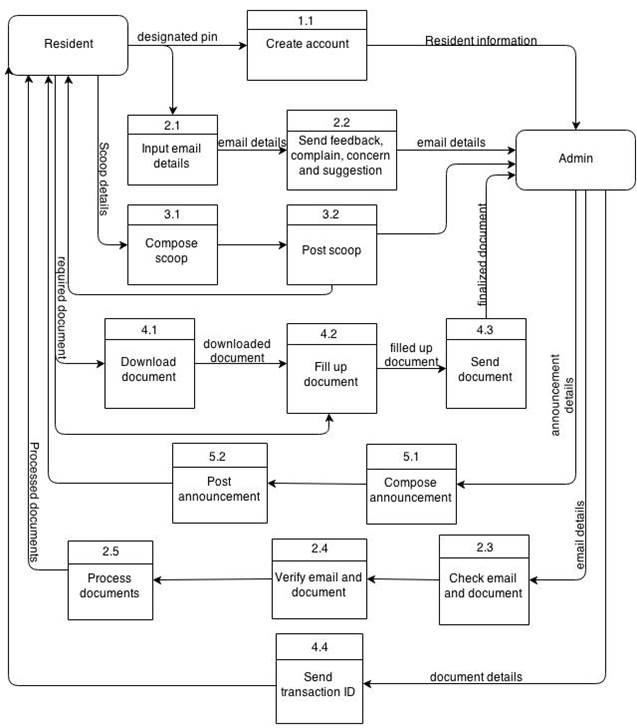 1.1
Resident
designated pin
Create account
Resident information
2.1
Input email
details
email details
2.2
Send feedback,
complain, concern
and suggestion
email details
Admin
Scoop details
3.1
Compose
scoop
3.2
Post scoop
finalized document
required document
4.1
Download
document
downloaded
document
4.2
Fill up
document
filled up
document
4.3
Send
document
announcement
details
5.2
Post
announcement
5.1
Compose
announcement
Processed documents
email details
2.5
Process
documents
2.4
Verify email and
document
2.3
Check email
and document
4.4
Send
transaction ID
document details